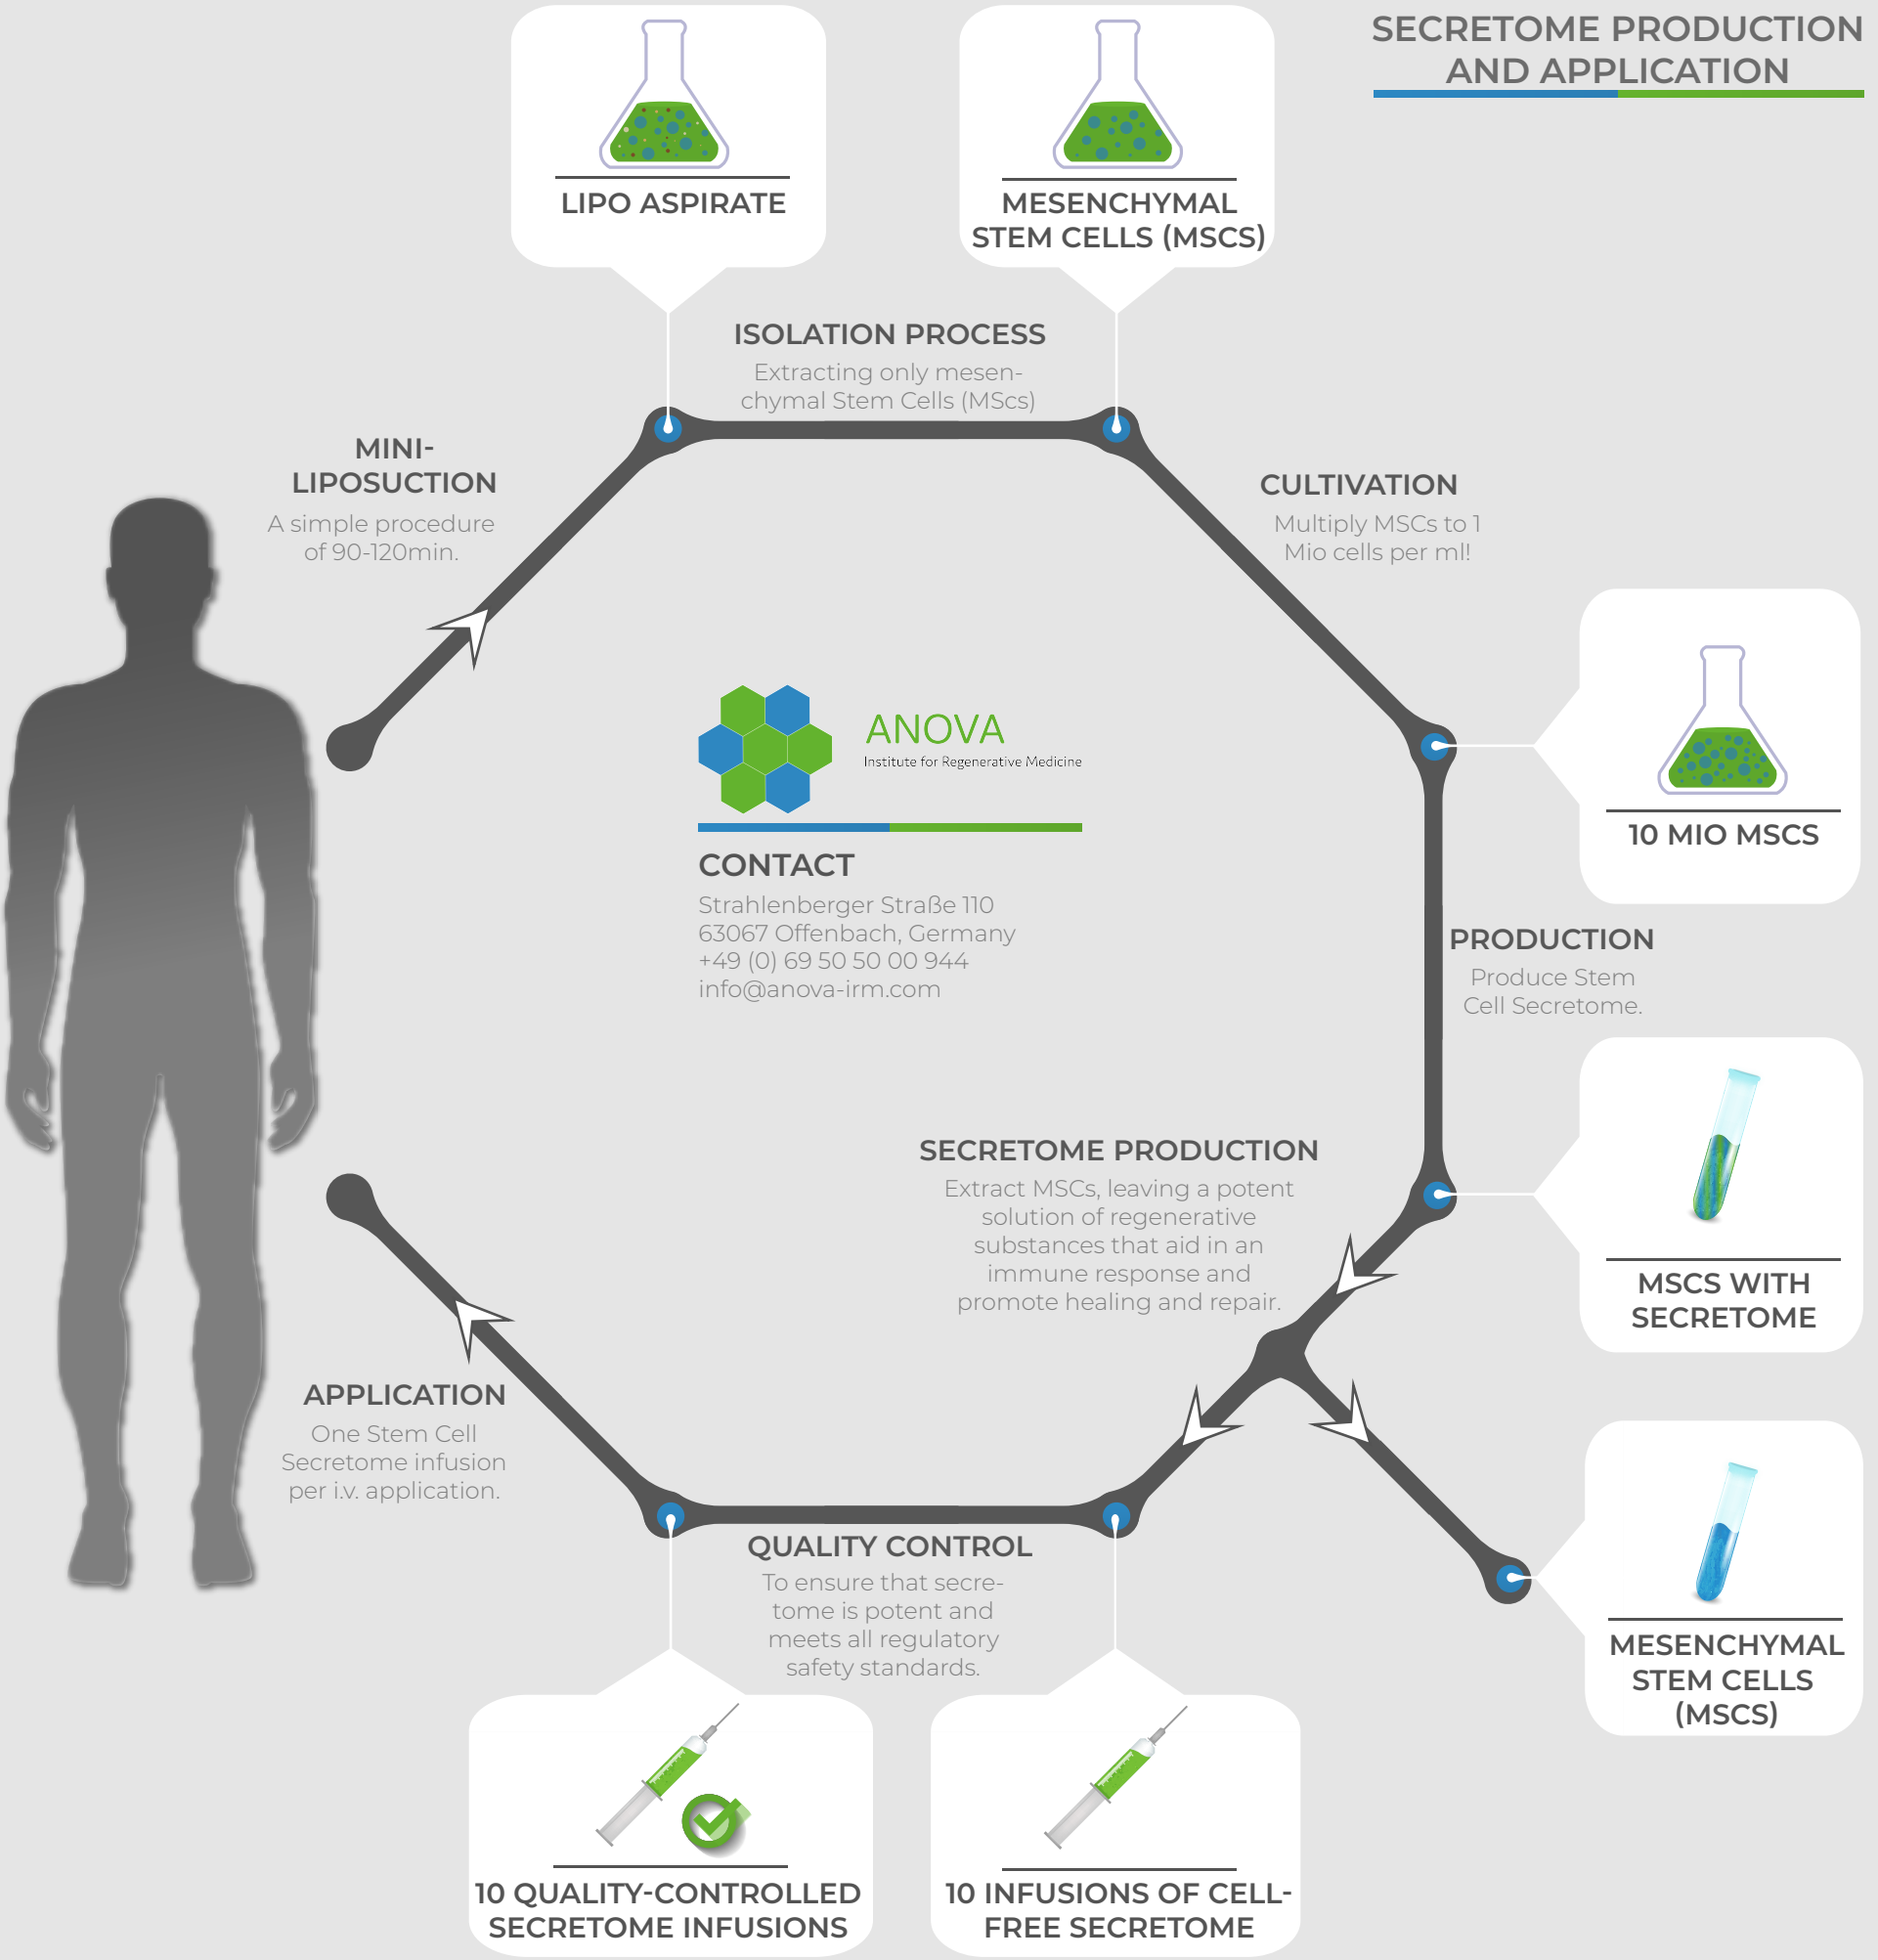 SECRETOME PRODUCTION
AND APPLICATION
LIPO ASPIRATE
MESENCHYMAL
STEM CELLS (MSCS)
ISOLATION PROCESS
Extracting only mesen-
chymal Stem Cells (MScs)
MINI-
LIPOSUCTION
A simple procedure
of 90-120min.
CULTIVATION
Multiply MSCs to 1
Mio cells per ml!
10 MIO MSCS
ANOVA
Institute for Regenerative Medicine
CONTACT
Strahlenberger Straße 110
63067 Offenbach, Germany
+49 (0) 69 50 50 00 944
info@anova-irm.com
PRODUCTION
Produce Stem
Cell Secretome.
MSCS WITH
SECRETOME
SECRETOME PRODUCTION
Extract MSCs, leaving a potent
solution of regenerative
substances that aid in an
immune response and
promote healing and repair.
MESENCHYMAL
STEM CELLS
(MSCS)
APPLICATION
One Stem Cell
Secretome infusion
per i.v. application.
QUALITY CONTROL
To ensure that secre-
tome is potent and
meets all regulatory
safety standards.
10 QUALITY-CONTROLLED
SECRETOME INFUSIONS
10 INFUSIONS OF CELL-
FREE SECRETOME